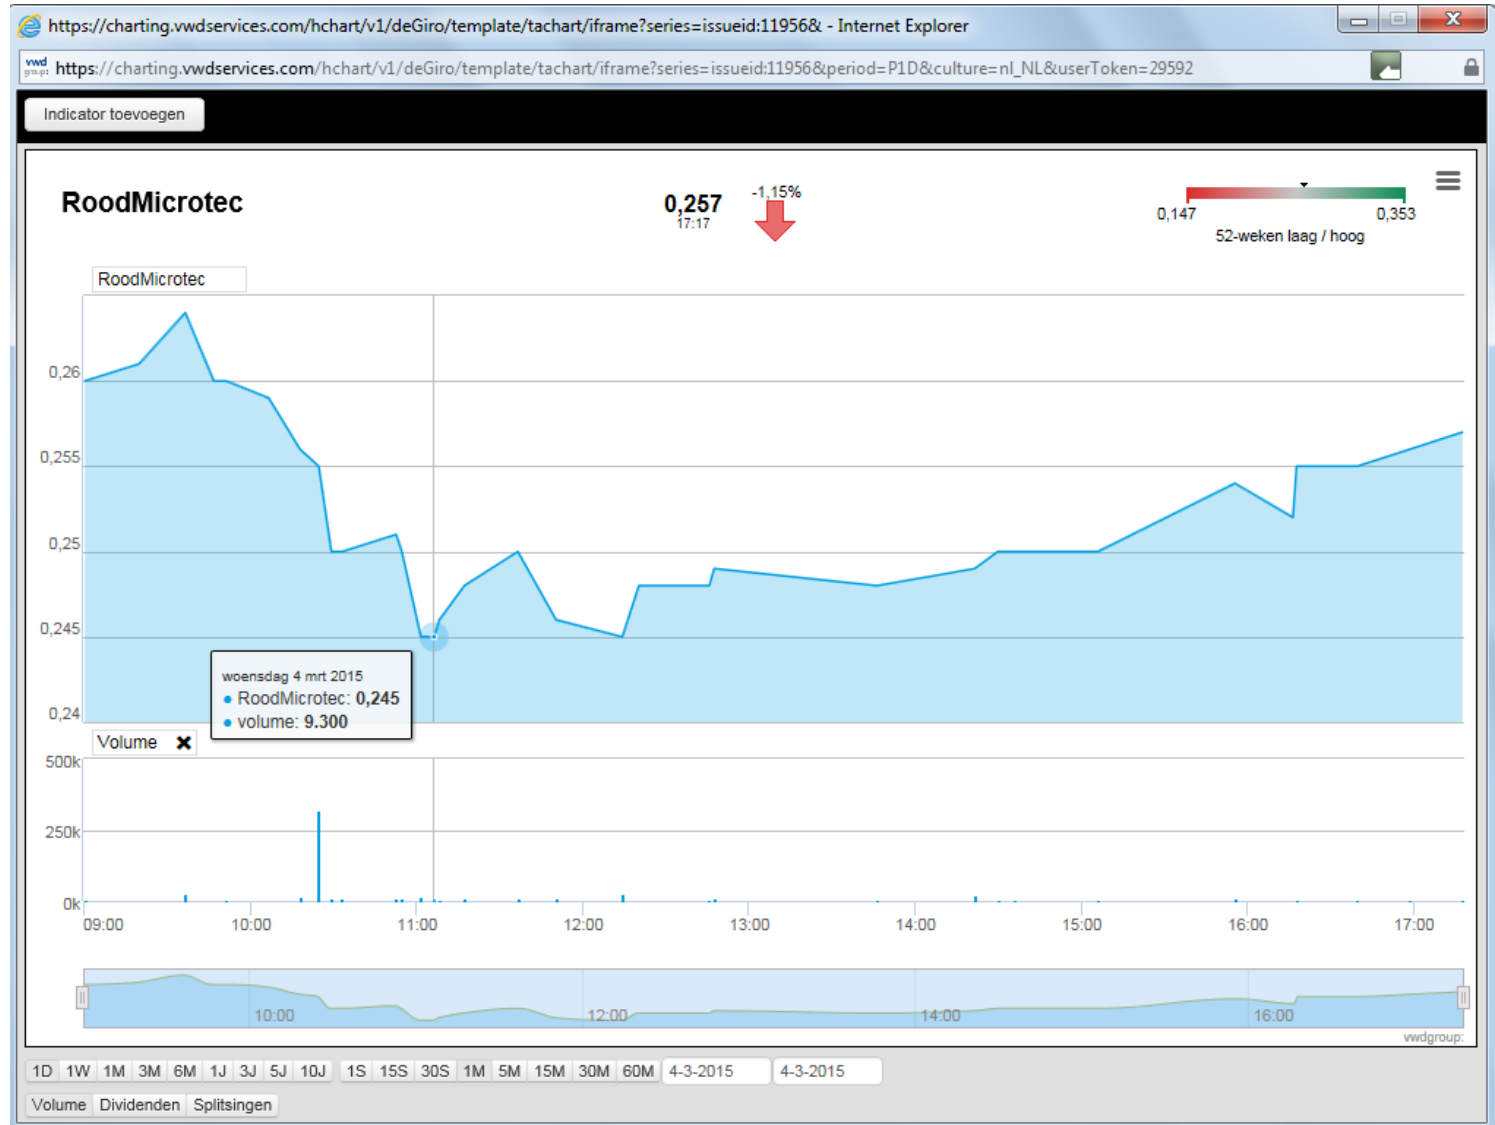 https://charting.vwdservices.com/hchart/v1/deGiro/template/tachart/iframe?series=issueid:11956& - Internet Explorer
vwd group: https://charting.vwdservices.com/hchart/v1/deGiro/template/tachart/iframe?series=issueid:11956&period=P1D&culture=nl_NL&userToken=29592
Indicator toevoegen
RoodMicrotec
0,257
17:17
-1,15%
0,147 0,353
52-weken laag / hoog
RoodMicrotec
0,26
0,255
0,25
0,245
0,24
woensdag 4 mrt 2015
RoodMicrotec: 0,245
volume: 9.300
Volume
500k
250k
0k
09:00 10:00 11:00 12:00 13:00 14:00 15:00 16:00 17:00
10:00 12:00 14:00 16:00
vwdgroup:
1D 1W 1M 3M 6M 1J 3J 5J 10J 1S 15S 30S 1M 5M 15M 30M 60M 4-3-2015 4-3-2015
Volume Dividenden Splitsingen